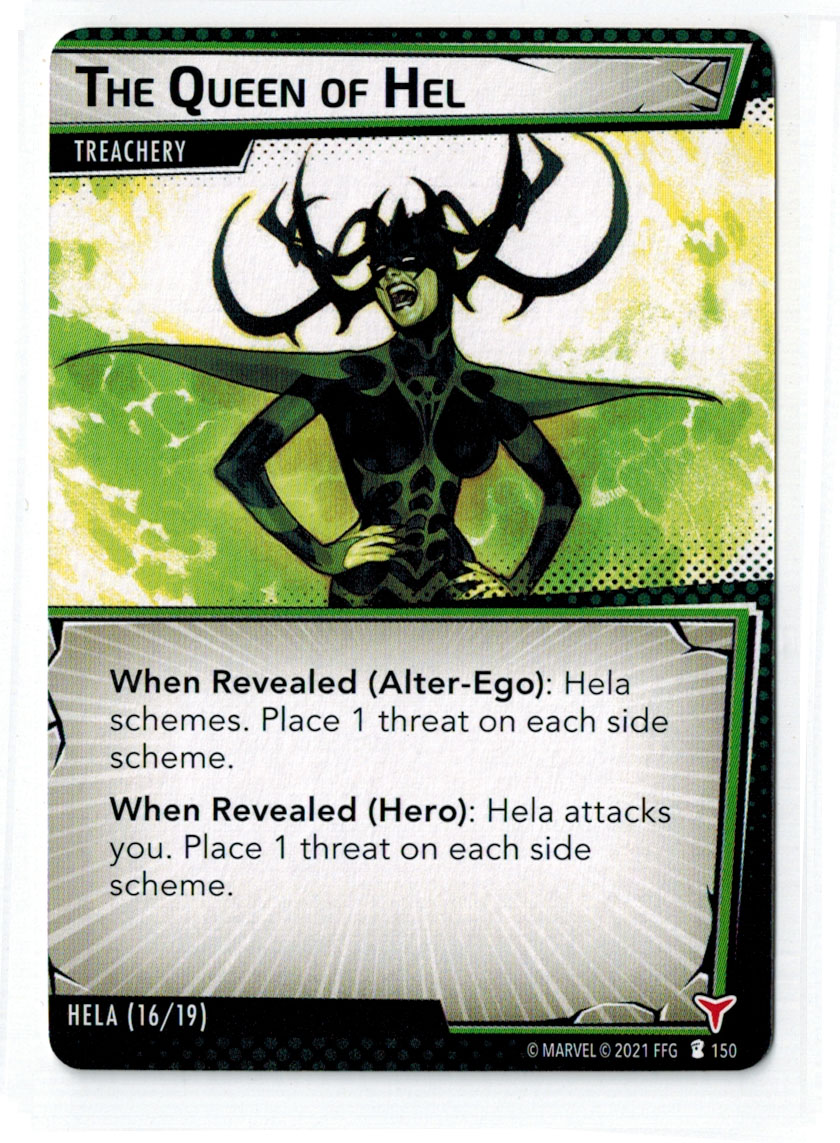 THE QUEEN OF HEL
TREACHERY
When Revealed (Alter-Ego): Hela
schemes. Place 1 threat on each side
scheme.
When Revealed (Hero): Hela attacks
you. Place 1 threat on each side
scheme.
HELA (16/19)
© MARVEL © 2021 FFG 150